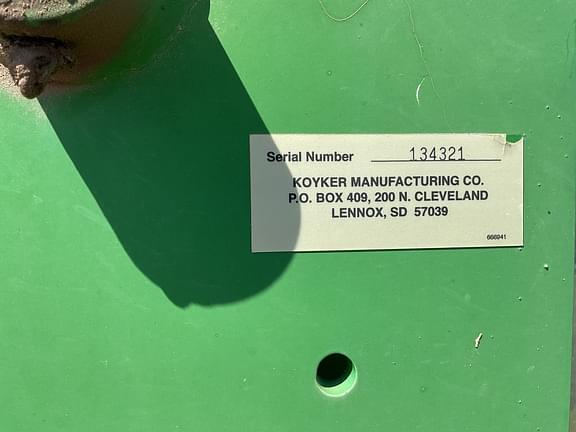 Serial Number 134321
KOYKER MANUFACTURING CO.
P.O. BOX 409, 200 N. CLEVELAND
LENNOX, SD 57039
666941